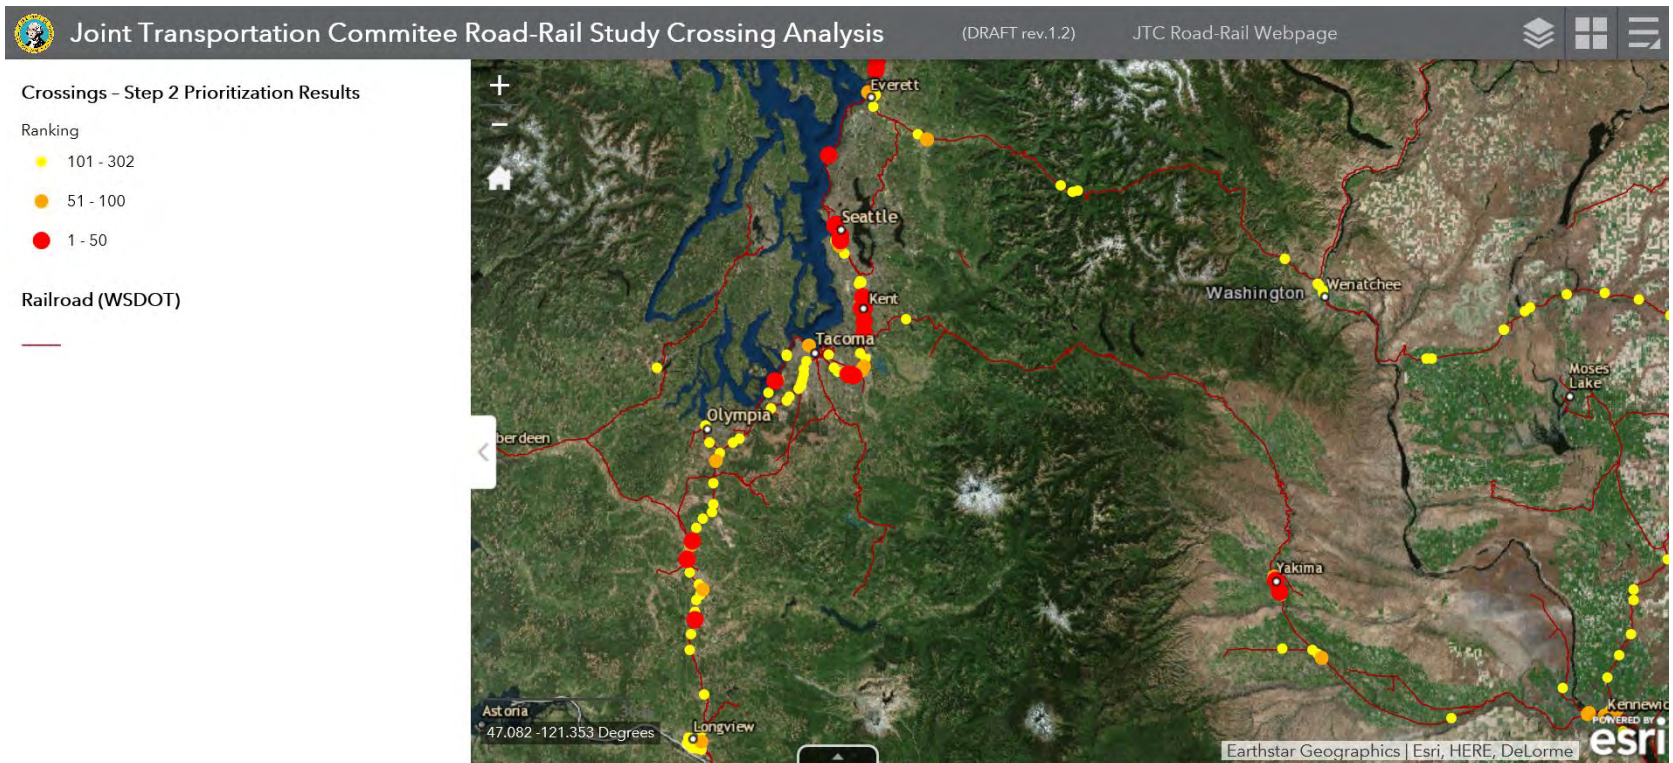 Joint Transportation Commitee Road-Rail Study Crossing Analysis
(DRAFT rev.1.2)
JTC Road-Rail Webpage
Crossings – Step 2 Prioritization Results
Ranking
101 - 302
51 - 100
1 - 50
Railroad (WSDOT)
+
−
Everett
Seattle
Kent
Tacoma
Olympia
berdeen
Washington
Wenatchee
Moses
Lake
Yakima
Astoria
Longview
Kennewic
47.082 -121.353 Degrees
Earthstar Geographics | Esri, HERE, DeLorme
POWERED BY
esri